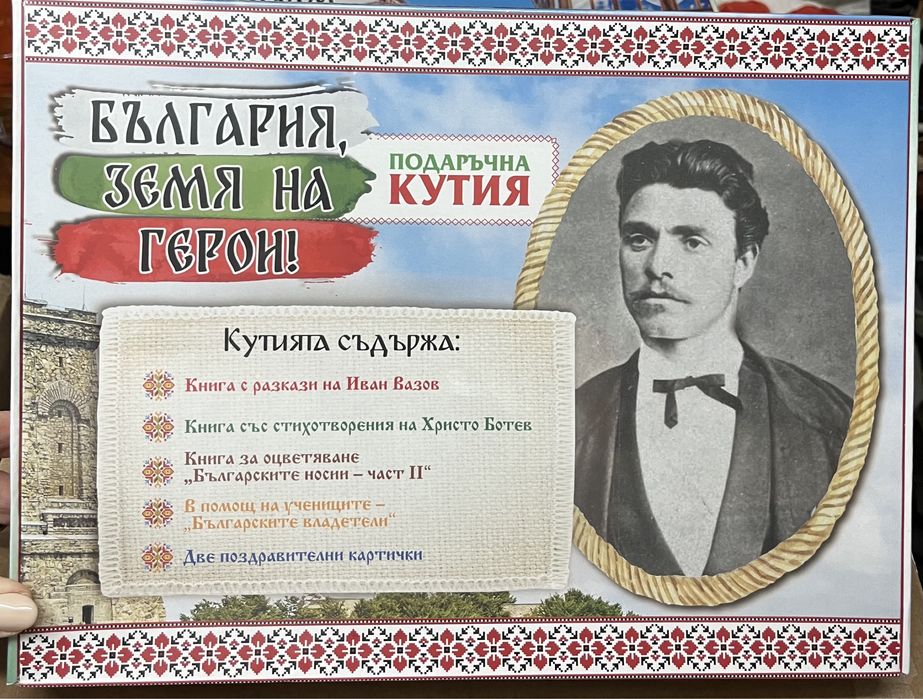 БЪЛГАРИЯ,
ЗЕМЯ НА
ГЕРОИ!
ПОДАРЪЧНА
КУТИЯ
Кутията съдържа:
Книга с разкази на Иван Вазов
Книга със стихотворения на Христо Ботев
Книга за оцветяване
„Българските носии – част II“
В помощ на учениците –
„Българските владетели“
Две поздравителни картички